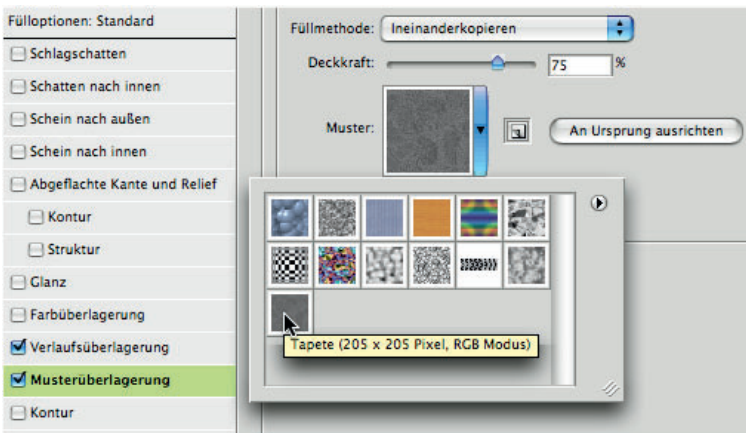 Fülloptionen: Standard
Schlagschatten
Schatten nach innen
Schein nach außen
Schein nach innen
Abgeflachte Kante und Relief
Kontur
Struktur
Glanz
Farbüberlagerung
Verlaufsüberlagerung
Musterüberlagerung
Kontur
Füllmethode: Ineinanderkopieren
Deckkraft: 75 %
Muster: An Ursprung ausrichten
Tapete (205 x 205 Pixel, RGB Modus)